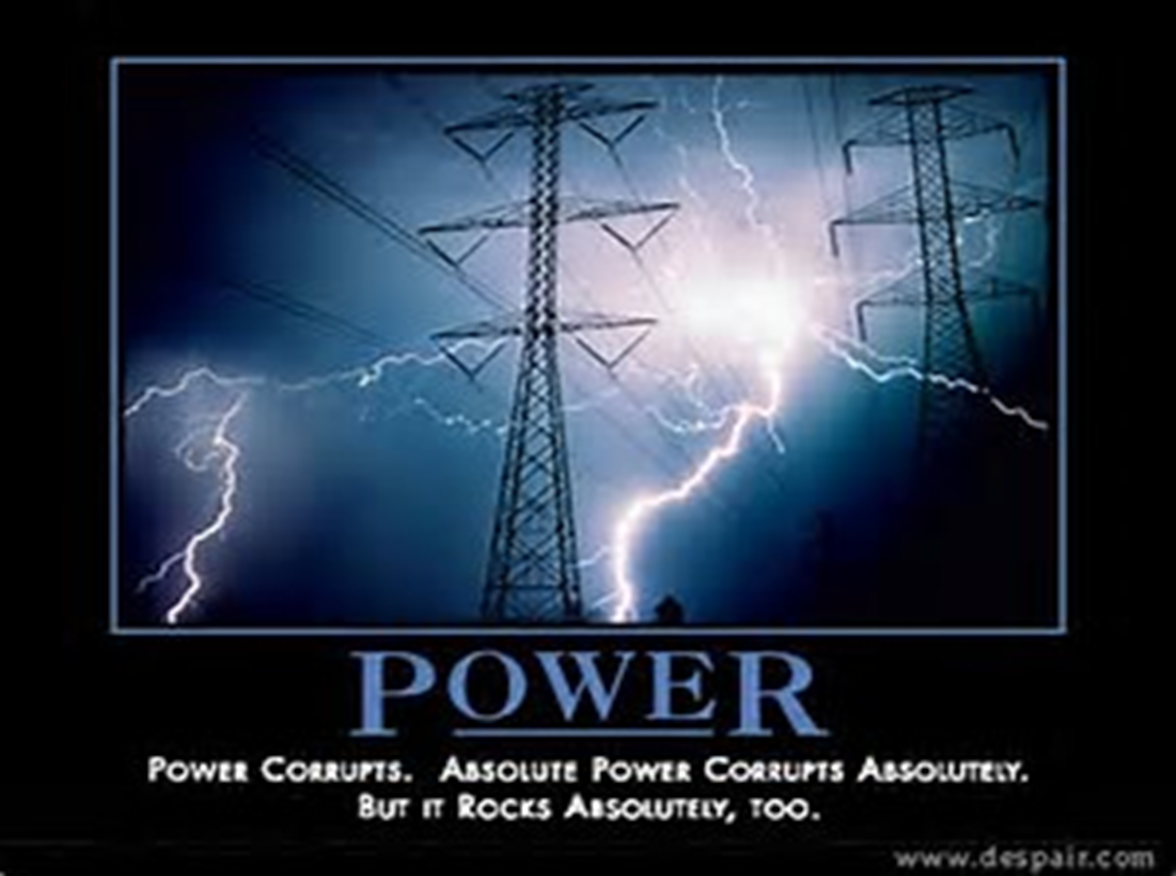 POWER
POWER CORRUPTS. ABSOLUTE POWER CORRUPTS ABSOLUTELY.
BUT IT ROCKS ABSOLUTELY, TOO.
www.despair.com